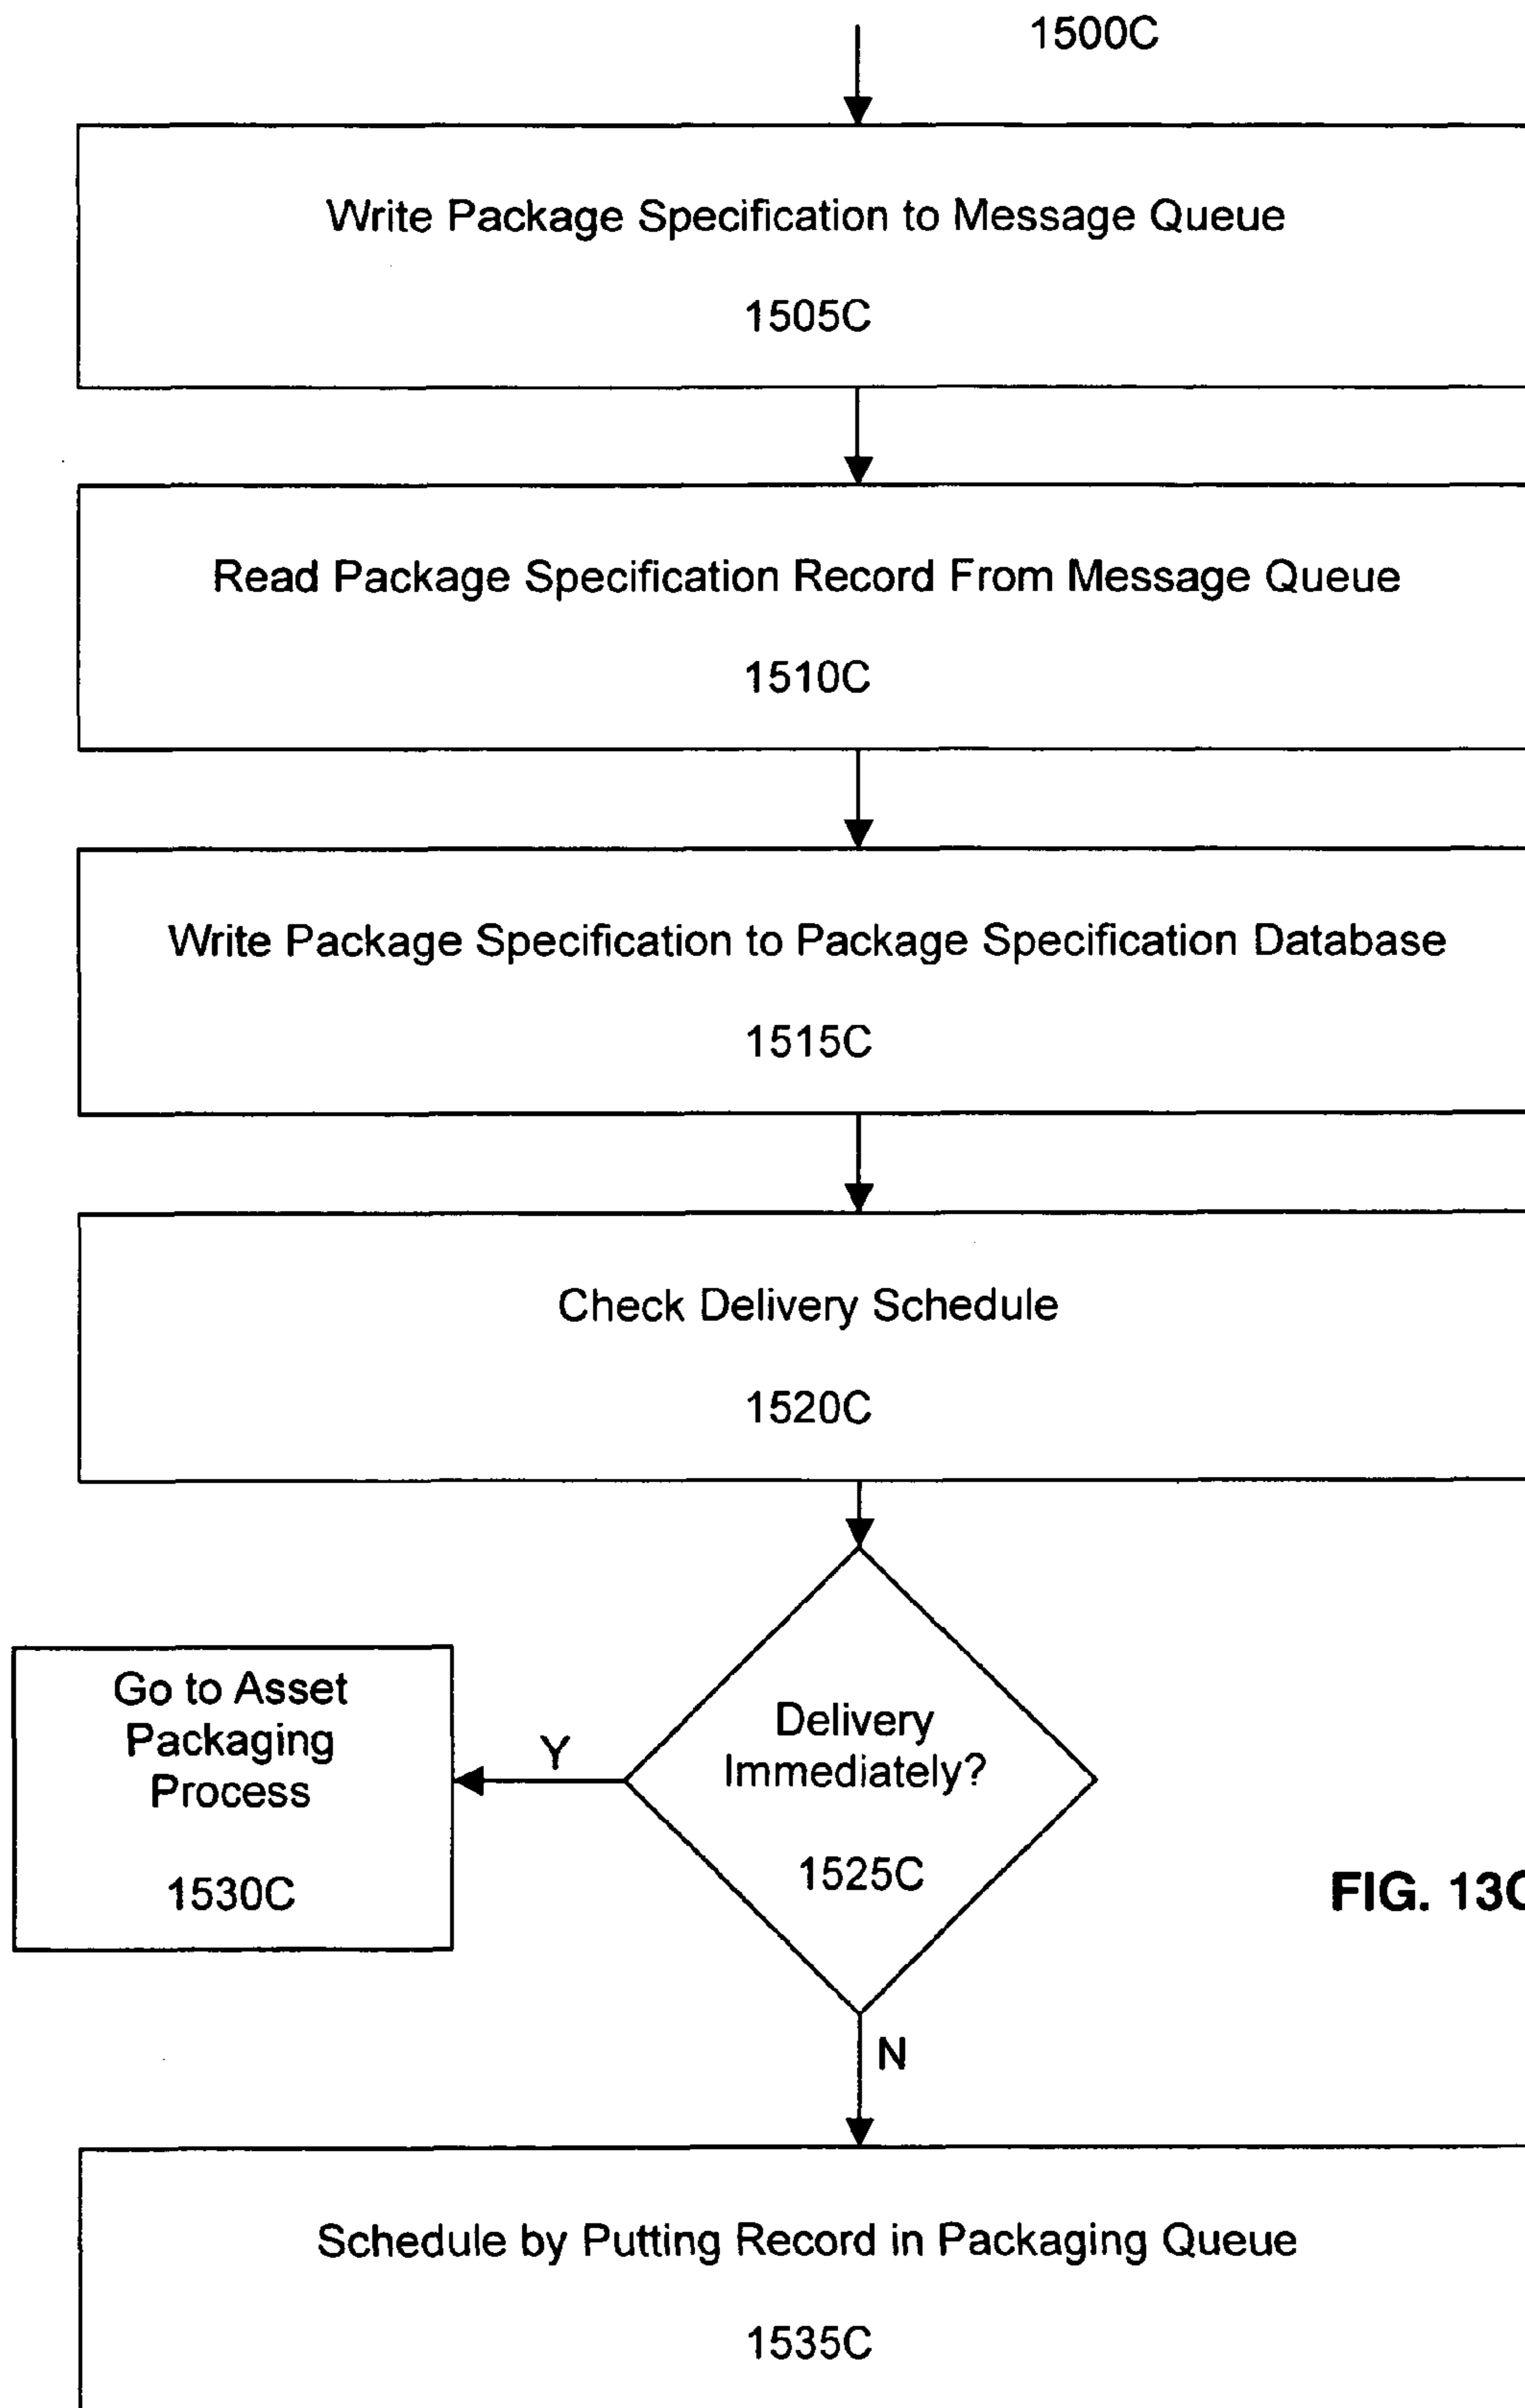 1500C
Write Package Specification to Message Queue
1505C
Read Package Specification Record From Message Queue
1510C
Write Package Specification to Package Specification Database
1515C
Check Delivery Schedule
1520C
Go to Asset
Packaging
Process
1530C
Y
Delivery
Immediately?
1525C
FIG. 13C
N
Schedule by Putting Record in Packaging Queue
1535C